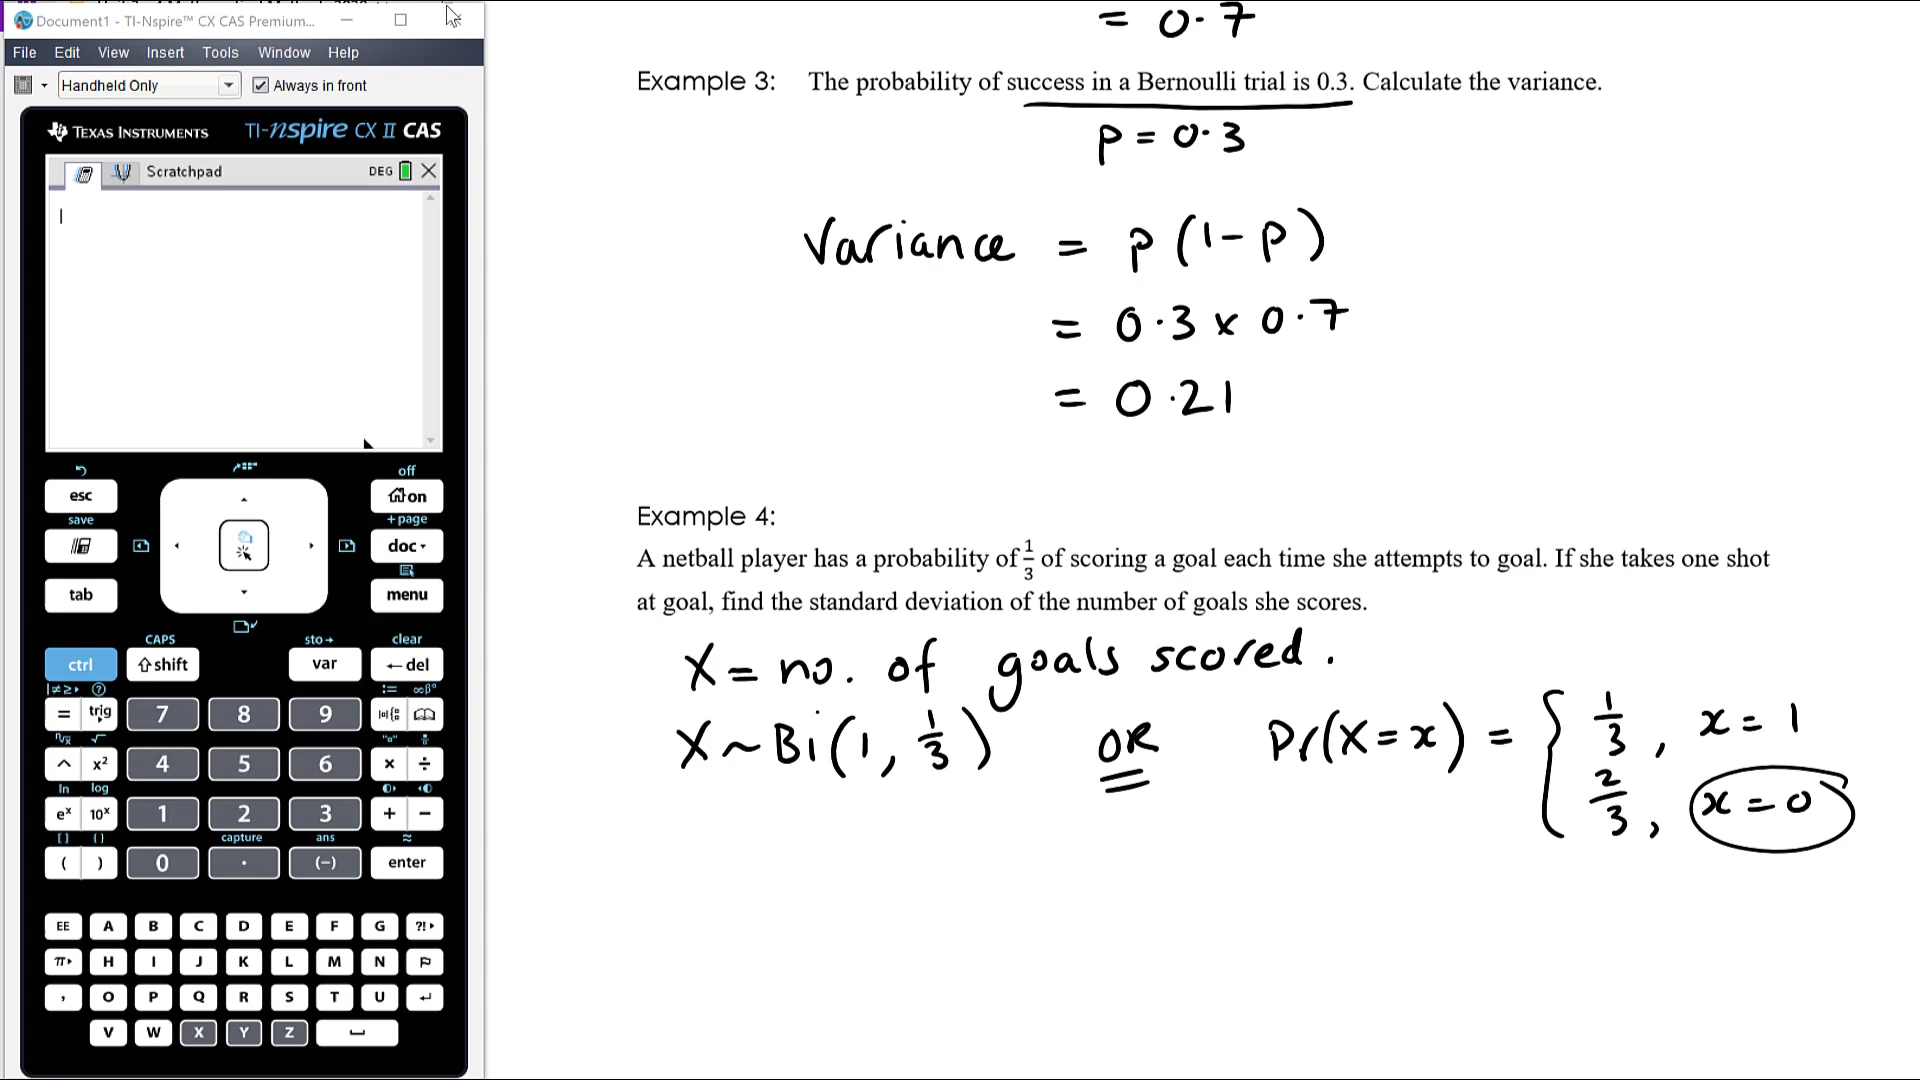 Document1 - TI-Nspire™ CX CAS Premium...
File Edit View Insert Tools Window Help
Handheld Only Always in front
TEXAS INSTRUMENTS TI-nspire CX II CAS
Scratchpad DEG
off
esc on
save + page
doc
tab menu
CAPS sto→ clear
ctrl ⇧shift var ←del
|≠≥▸ ? := ∞β°
= trig 7 8 9
ⁿ√x √ "▫" 
^ x² 4 5 6 × ÷
ln log
eˣ 10ˣ 1 2 3 + −
[ ] { } capture ans ≈
( ) 0 . (−) enter
EE A B C D E F G ?!▸
π▸ H I J K L M N
, O P Q R S T U ↵
V W X Y Z
= 0.7
Example 3: The probability of success in a Bernoulli trial is 0.3. Calculate the variance.
p = 0.3
Variance = p (1 - p)
= 0.3 x 0.7
= 0.21
Example 4:
A netball player has a probability of 1/3 of scoring a goal each time she attempts to goal. If she takes one shot
at goal, find the standard deviation of the number of goals she scores.
X = no. of goals scored.
X ~ Bi(1, 1/3) OR Pr(X = x) = { 1/3, x = 1
2/3, x = 0